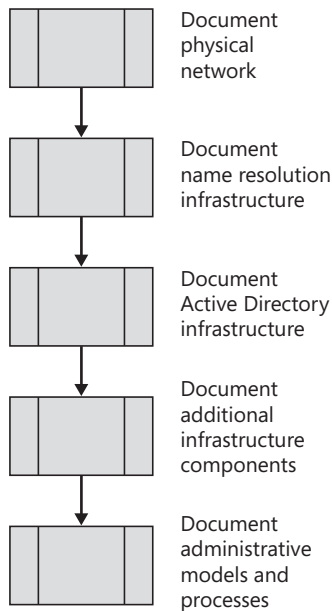 Document
physical
network
Document
name resolution
infrastructure
Document
Active Directory
infrastructure
Document
additional
infrastructure
components
Document
administrative
models and
processes